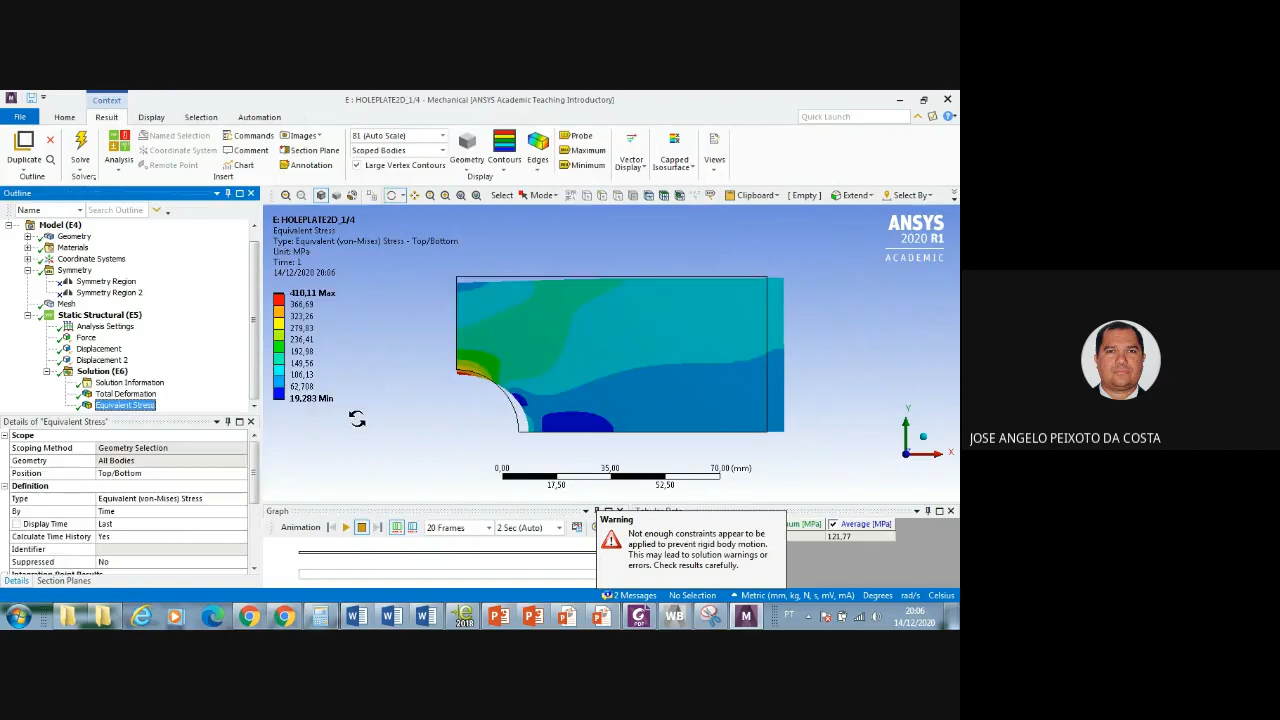 Context
E : HOLEPLATE2D_1/4 - Mechanical [ANSYS Academic Teaching Introductory]
File Home Result Display Selection Automation Quick Launch
Duplicate
Outline
Solve
Solver
Analysis
Named Selection
Coordinate System
Remote Point
Commands
Comment
Chart
Insert
Images
Section Plane
Annotation
81 (Auto Scale)
Scoped Bodies
Large Vertex Contours
Geometry
Contours
Edges
Display
Probe
Maximum
Minimum
Vector
Display
Capped
Isosurface
Views
Outline
Select Mode Clipboard [ Empty ] Extend Select By
Name Search Outline
Model (E4)
Geometry
Materials
Coordinate Systems
Symmetry
Symmetry Region
Symmetry Region 2
Mesh
Static Structural (E5)
Analysis Settings
Force
Displacement
Displacement 2
Solution (E6)
Solution Information
Total Deformation
Equivalent Stress
Details of "Equivalent Stress"
Scope
Scoping Method Geometry Selection
Geometry All Bodies
Position Top/Bottom
Definition
Type Equivalent (von-Mises) Stress
By Time
Display Time Last
Calculate Time History Yes
Identifier
Suppressed No
Integration Point Results
Details Section Planes
E: HOLEPLATE2D_1/4
Equivalent Stress
Type: Equivalent (von-Mises) Stress - Top/Bottom
Unit: MPa
Time: 1
14/12/2020 20:06
410,11 Max
366,69
323,26
279,83
236,41
192,98
149,56
106,13
62,708
19,283 Min
ANSYS
2020 R1
ACADEMIC
Y
X
0,00 35,00 70,00 (mm)
17,50 52,50
Graph
Animation 20 Frames 2 Sec (Auto)
Average [MPa]
121,77
Warning
Not enough constraints appear to be
applied to prevent rigid body motion.
This may lead to solution warnings or
errors. Check results carefully.
2 Messages No Selection Metric (mm, kg, N, s, mV, mA) Degrees rad/s Celsius
2018
PDF
WB
M
PT
20:06
14/12/2020
JOSE ANGELO PEIXOTO DA COSTA